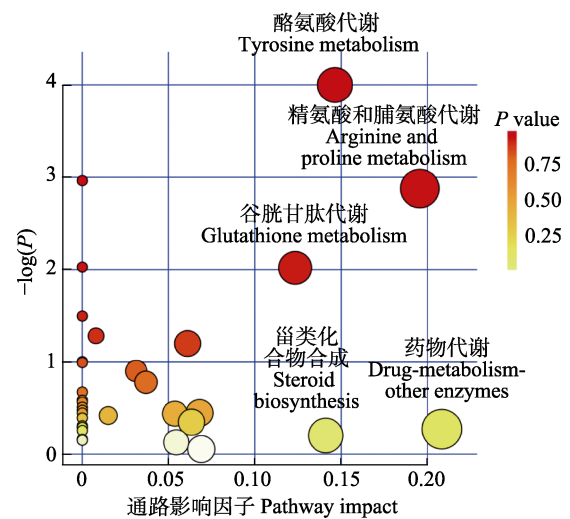 酪氨酸代谢
Tyrosine metabolism
4
精氨酸和脯氨酸代谢
Arginine and
proline metabolism
P value
0.75
0.50
0.25
3
谷胱甘肽代谢
Glutathione metabolism
−log(P)
2
甾类化
合物合成
Steroid
biosynthesis
药物代谢
Drug-metabolism-
other enzymes
1
0
0
0.05
0.10
0.15
0.20
通路影响因子 Pathway impact